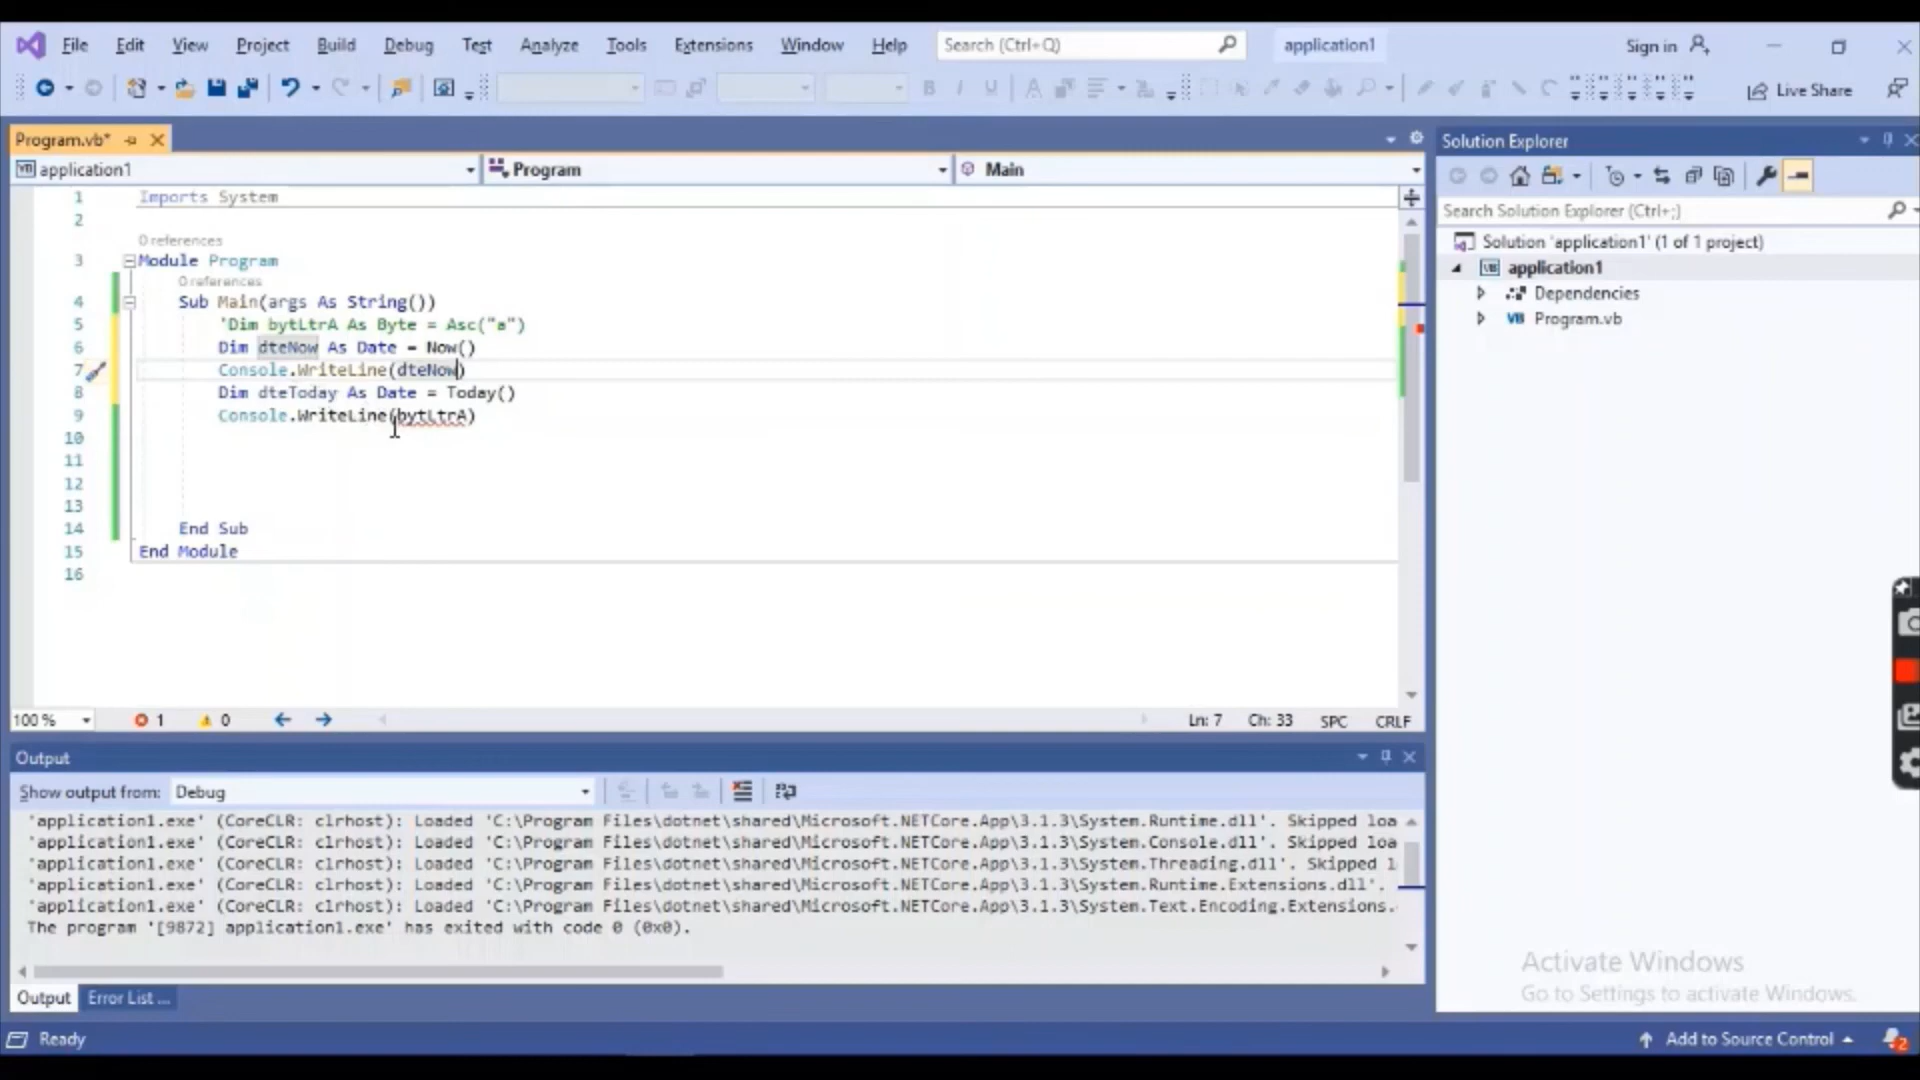 File Edit View Project Build Debug Test Analyze Tools Extensions Window Help Search (Ctrl+Q) application1 Sign in
Live Share
Program.vb*
VB application1 Program Main
1 Imports System
2
0 references
3 Module Program
0 references
4 Sub Main(args As String())
5 'Dim bytLtrA As Byte = Asc("a")
6 Dim dteNow As Date = Now()
7 Console.WriteLine(dteNow)
8 Dim dteToday As Date = Today()
9 Console.WriteLine(bytLtrA)
10
11
12
13
14 End Sub
15 End Module
16
100 % 1 0 Ln: 7 Ch: 33 SPC CRLF
Output
Show output from: Debug
'application1.exe' (CoreCLR: clrhost): Loaded 'C:\Program Files\dotnet\shared\Microsoft.NETCore.App\3.1.3\System.Runtime.dll'. Skipped loa
'application1.exe' (CoreCLR: clrhost): Loaded 'C:\Program Files\dotnet\shared\Microsoft.NETCore.App\3.1.3\System.Console.dll'. Skipped loa
'application1.exe' (CoreCLR: clrhost): Loaded 'C:\Program Files\dotnet\shared\Microsoft.NETCore.App\3.1.3\System.Threading.dll'. Skipped l
'application1.exe' (CoreCLR: clrhost): Loaded 'C:\Program Files\dotnet\shared\Microsoft.NETCore.App\3.1.3\System.Runtime.Extensions.dll'.
'application1.exe' (CoreCLR: clrhost): Loaded 'C:\Program Files\dotnet\shared\Microsoft.NETCore.App\3.1.3\System.Text.Encoding.Extensions.
The program '[9872] application1.exe' has exited with code 0 (0x0).
Output Error List ...
Ready Add to Source Control 2
Solution Explorer
Search Solution Explorer (Ctrl+;)
Solution 'application1' (1 of 1 project)
VB application1
Dependencies
VB Program.vb
Activate Windows
Go to Settings to activate Windows.